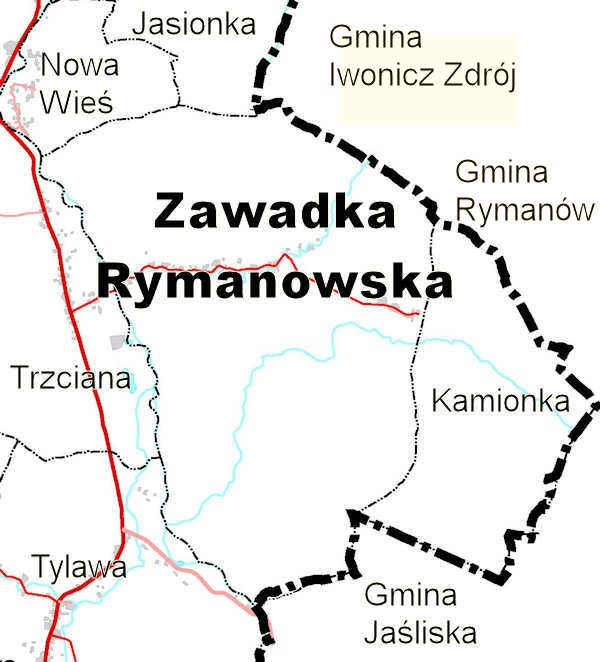 Jasionka
Gmina
Iwonicz Zdrój
Nowa
Wieś
Gmina
Rymanów
Zawadka
Rymanowska
Trzciana
Kamionka
Tylawa
Gmina
Jaśliska